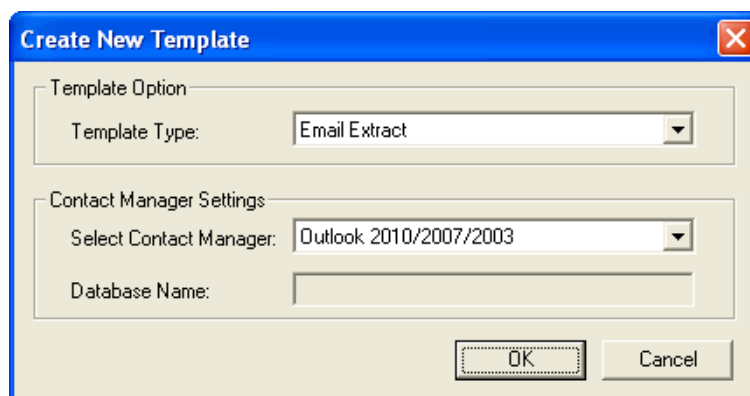 Create New Template
Template Option
Template Type: Email Extract
Contact Manager Settings
Select Contact Manager: Outlook 2010/2007/2003
Database Name:
OK Cancel